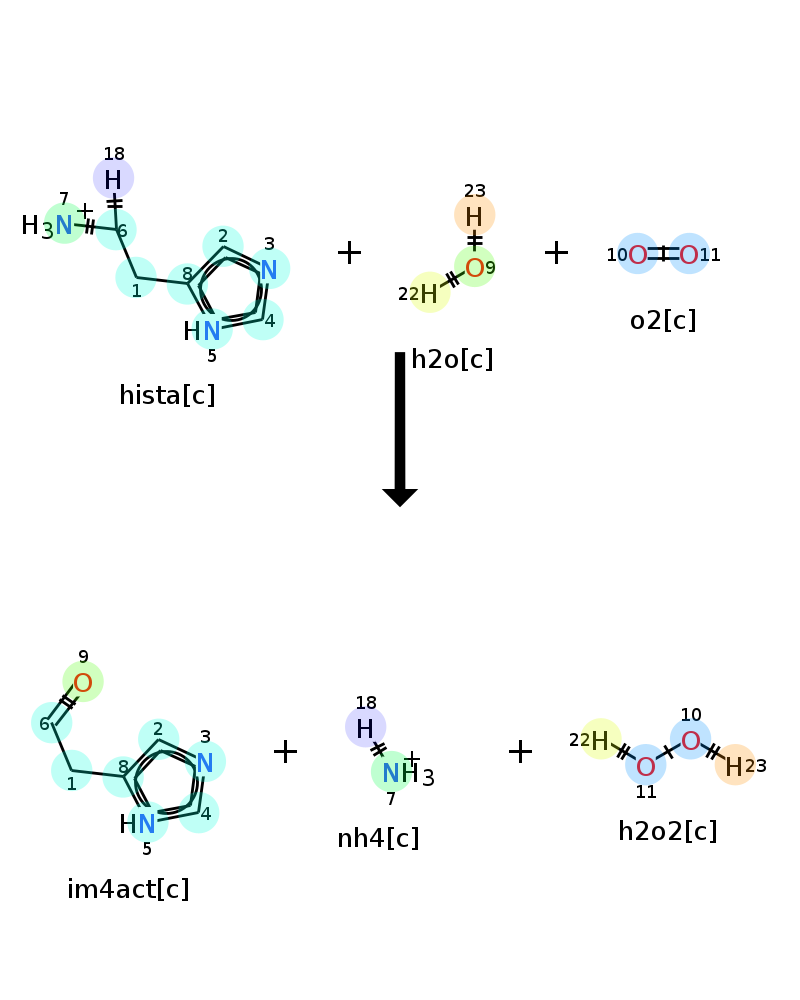 18
H
7
H3N+
6
1
8
2
3
N
4
HN
5
hista[c]
+
23
H
O9
22H
h2o[c]
+
10O
O11
o2[c]
9
O
6
1
8
2
3
N
4
HN
5
im4act[c]
+
18
H
NH3+
7
nh4[c]
+
22H
O
11
10
O
H23
h2o2[c]